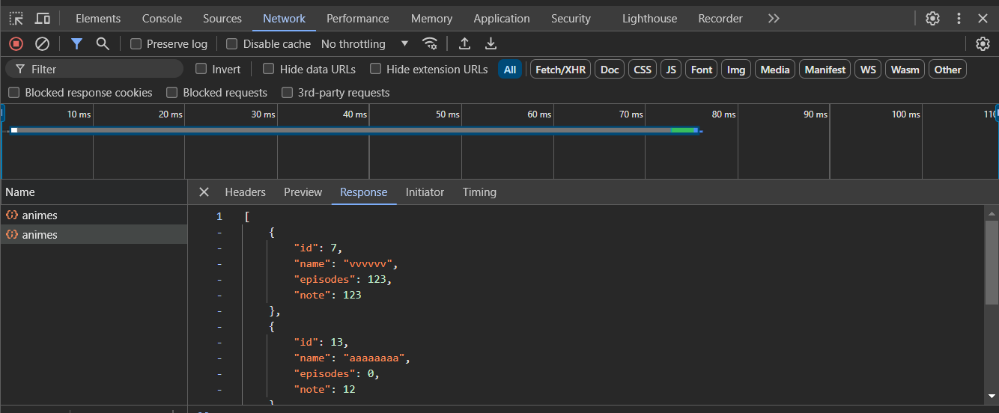 Elements Console Sources Network Performance Memory Application Security Lighthouse Recorder
Preserve log Disable cache No throttling
Filter Invert Hide data URLs Hide extension URLs All Fetch/XHR Doc CSS JS Font Img Media Manifest WS Wasm Other
Blocked response cookies Blocked requests 3rd-party requests
10 ms 20 ms 30 ms 40 ms 50 ms 60 ms 70 ms 80 ms 90 ms 100 ms 110
Name Headers Preview Response Initiator Timing
animes
animes
1 [
- {
- "id": 7,
- "name": "vvvvvv",
- "episodes": 123,
- "note": 123
- },
- {
- "id": 13,
- "name": "aaaaaaaa",
- "episodes": 0,
- "note": 12
}